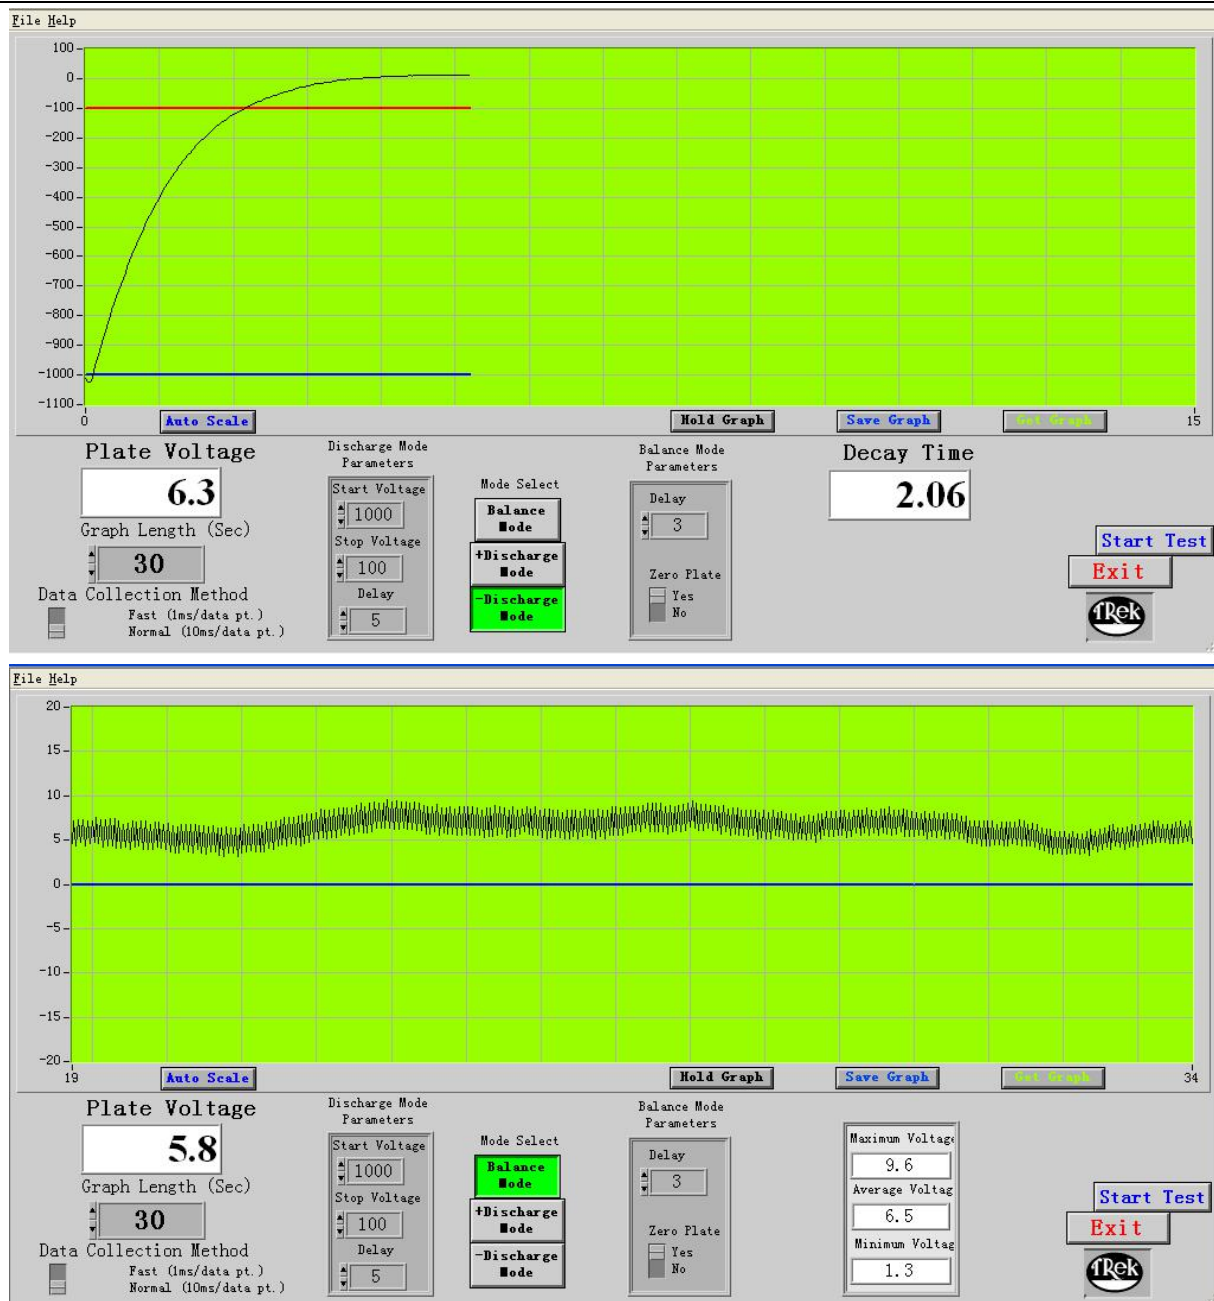 File Help
100
0
-100
-200
-300
-400
-500
-600
-700
-800
-900
-1000
-1100
0
15
Auto Scale
Hold Graph
Save Graph
Get Graph
Plate Voltage
6.3
Graph Length (Sec)
30
Data Collection Method
Fast (1ms/data pt.)
Normal (10ms/data pt.)
Discharge Mode
Parameters
Start Voltage
1000
Stop Voltage
100
Delay
5
Mode Select
Balance
Mode
+Discharge
Mode
-Discharge
Mode
Balance Mode
Parameters
Delay
3
Zero Plate
Yes
No
Decay Time
2.06
Start Test
Exit
TRek
File Help
20
15
10
5
0
-5
-10
-15
-20
19
34
Auto Scale
Hold Graph
Save Graph
Get Graph
Plate Voltage
5.8
Graph Length (Sec)
30
Data Collection Method
Fast (1ms/data pt.)
Normal (10ms/data pt.)
Discharge Mode
Parameters
Start Voltage
1000
Stop Voltage
100
Delay
5
Mode Select
Balance
Mode
+Discharge
Mode
-Discharge
Mode
Balance Mode
Parameters
Delay
3
Zero Plate
Yes
No
Maximum Voltage
9.6
Average Voltag
6.5
Minimum Voltag
1.3
Start Test
Exit
TRek